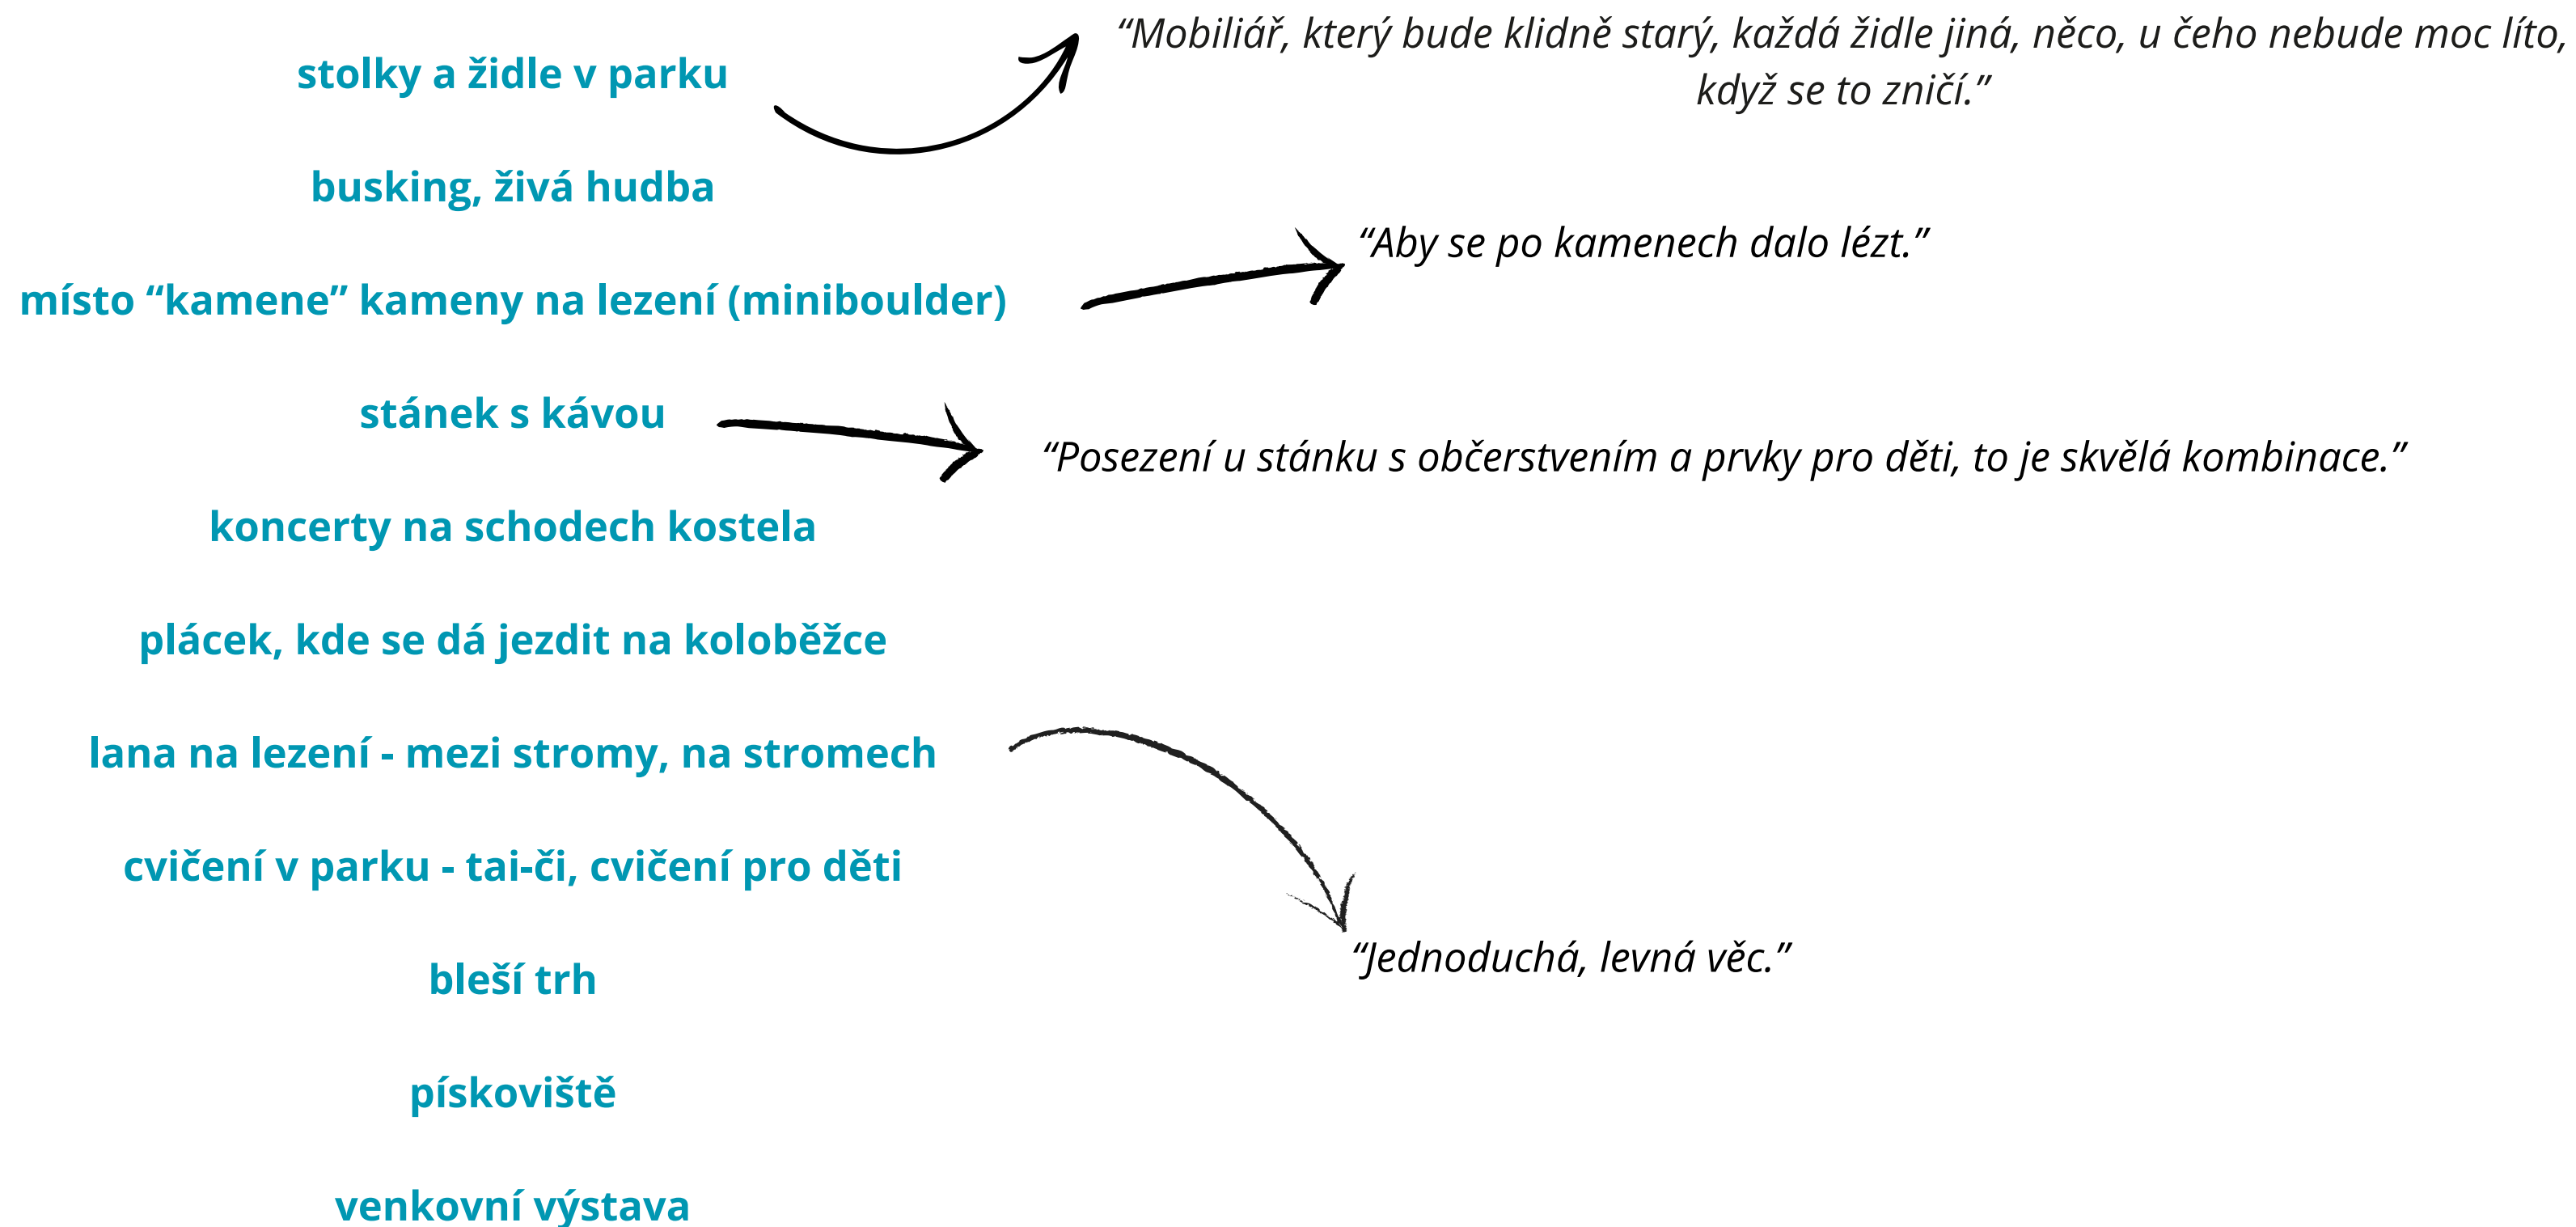 stolky a židle v parku
“Mobiliář, který bude klidně starý, každá židle jiná, něco, u čeho nebude moc líto,
když se to zničí.”
busking, živá hudba
místo “kamene” kameny na lezení (miniboulder)
“Aby se po kamenech dalo lézt.”
stánek s kávou
“Posezení u stánku s občerstvením a prvky pro děti, to je skvělá kombinace.”
koncerty na schodech kostela
plácek, kde se dá jezdit na koloběžce
lana na lezení - mezi stromy, na stromech
“Jednoduchá, levná věc.”
cvičení v parku - tai-či, cvičení pro děti
bleší trh
pískoviště
venkovní výstava